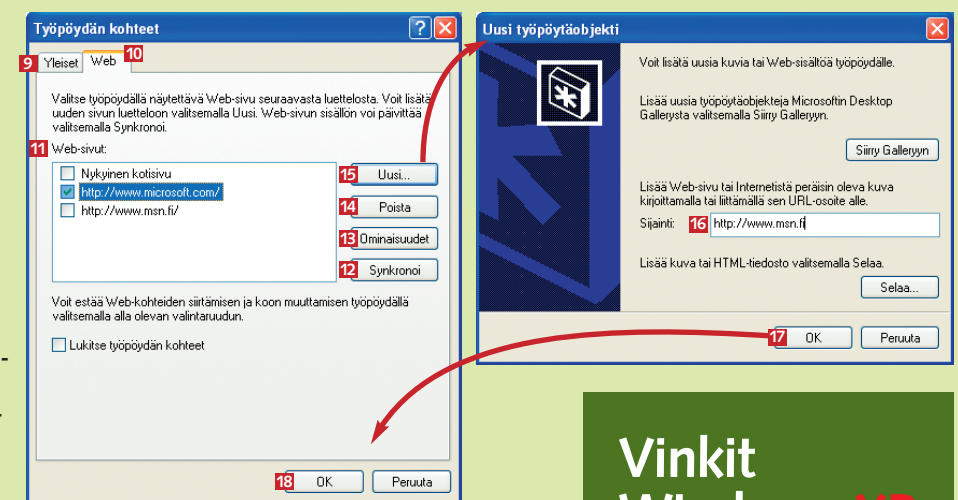 Työpöydän kohteet
9 Yleiset Web 10
Valitse työpöydällä näytettävä Web-sivu seuraavasta luettelosta. Voit lisätä
uuden sivun luetteloon valitsemalla Uusi. Web-sivun sisällön voi päivittää
valitsemalla Synkronoi.
11 Web-sivut:
Nykyinen kotisivu
http://www.microsoft.com/
http://www.msn.fi/
15 Uusi...
14 Poista
13 Ominaisuudet
12 Synkronoi
Voit estää Web-kohteiden siirtämisen ja koon muuttamisen työpöydällä
valitsemalla alla olevan valintaruudun.
Lukitse työpöydän kohteet
18 OK Peruuta
Uusi työpöytäobjekti
Voit lisätä uusia kuvia tai Web-sisältöä työpöydälle.
Lisää uusia työpöytäobjekteja Microsoftin Desktop
Gallerysta valitsemalla Siirry Galleryyn.
Siirry Galleryyn
Lisää Web-sivu tai Internetistä peräisin oleva kuva
kirjoittamalla tai liittämällä sen URL-osoite alle.
Sijainti: 16 http://www.msn.fi
Lisää kuva tai HTML-tiedosto valitsemalla Selaa.
Selaa...
17 OK Peruuta
Vinkit